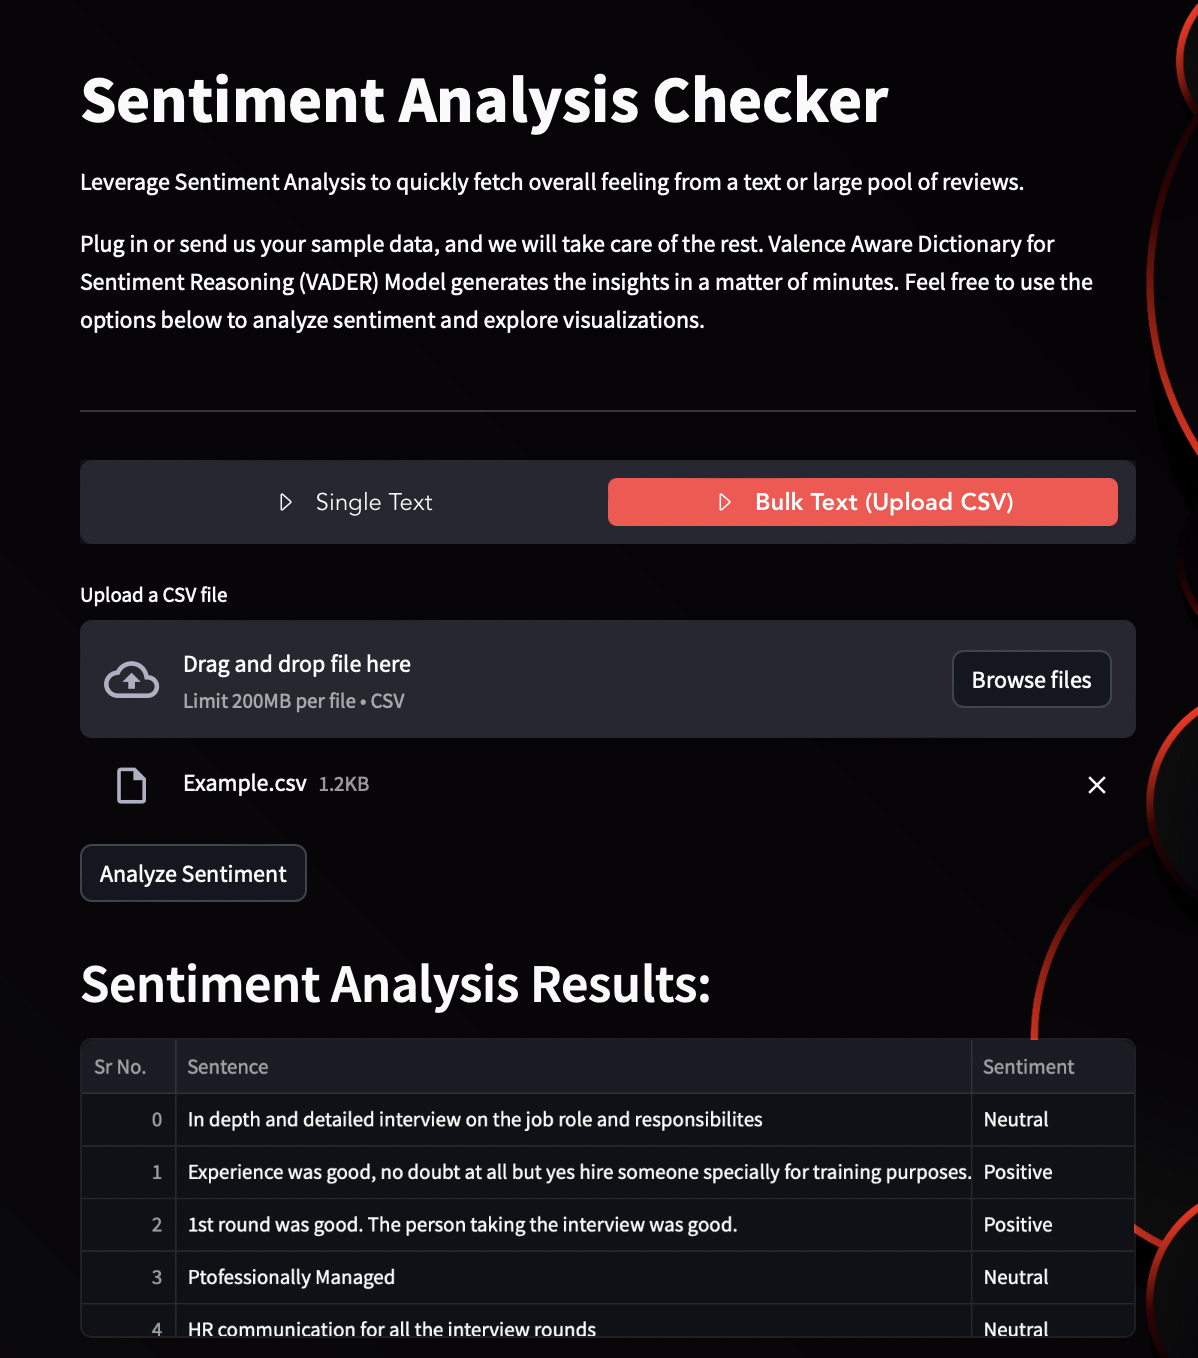 Sentiment Analysis Checker
Leverage Sentiment Analysis to quickly fetch overall feeling from a text or large pool of reviews.
Plug in or send us your sample data, and we will take care of the rest. Valence Aware Dictionary for
Sentiment Reasoning (VADER) Model generates the insights in a matter of minutes. Feel free to use the
options below to analyze sentiment and explore visualizations.
Single Text
Bulk Text (Upload CSV)
Upload a CSV file
Drag and drop file here
Limit 200MB per file • CSV
Browse files
Example.csv 1.2KB
Analyze Sentiment
Sentiment Analysis Results:
Sr No. Sentence Sentiment
0 In depth and detailed interview on the job role and responsibilites Neutral
1 Experience was good, no doubt at all but yes hire someone specially for training purposes. Positive
2 1st round was good. The person taking the interview was good. Positive
3 Ptofessionally Managed Neutral
4 HR communication for all the interview rounds Neutral